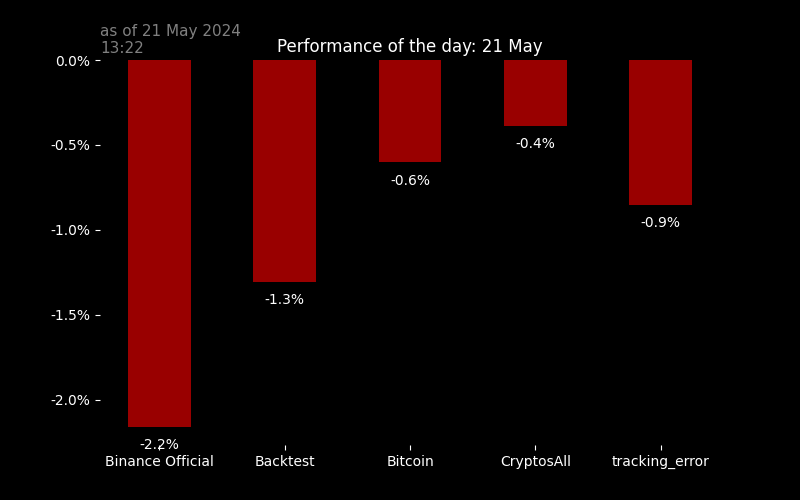 as of 21 May 2024
13:22
Performance of the day: 21 May
0.0%
-0.5%
-1.0%
-1.5%
-2.0%
-2.2%
-1.3%
-0.6%
-0.4%
-0.9%
Binance Official
Backtest
Bitcoin
CryptosAll
tracking_error